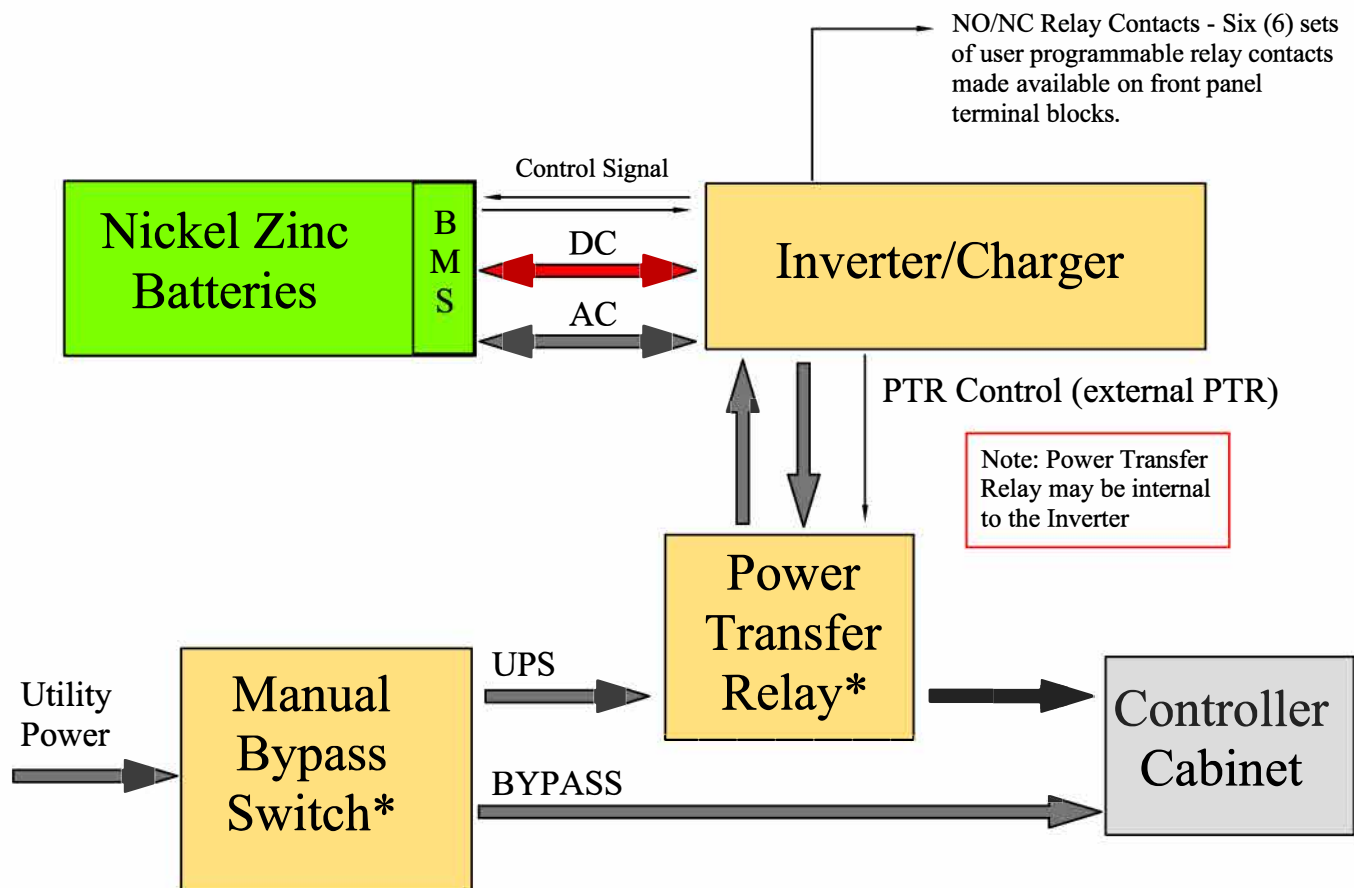 NO/NC Relay Contacts - Six (6) sets
of user programmable relay contacts
made available on front panel
terminal blocks.
Control Signal
Nickel Zinc
Batteries
B
M
S
DC
AC
Inverter/Charger
PTR Control (external PTR)
Note: Power Transfer
Relay may be internal
to the Inverter
Power
Transfer
Relay*
Utility
Power
Manual
Bypass
Switch*
UPS
BYPASS
Controller
Cabinet